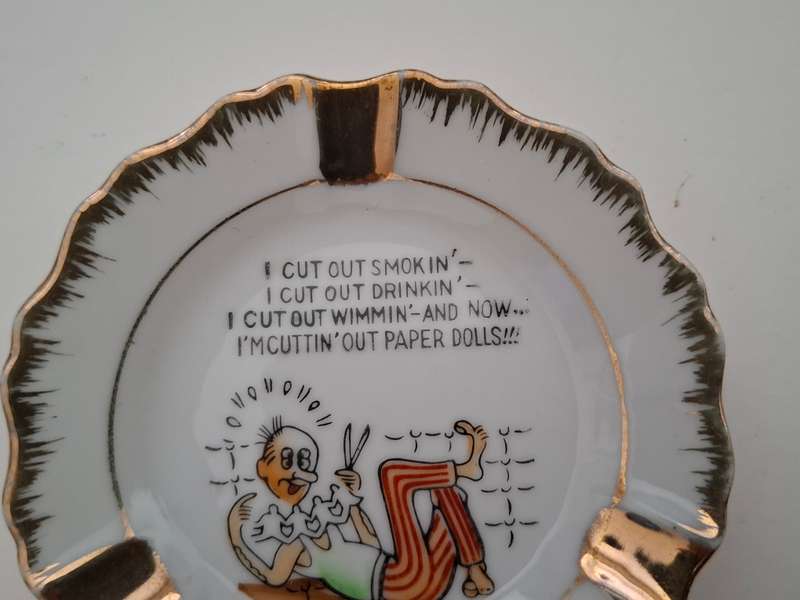 I CUT OUT SMOKIN'–
I CUT OUT DRINKIN'–
I CUT OUT WIMMIN'–AND NOW...
I'M CUTTIN' OUT PAPER DOLLS!!!